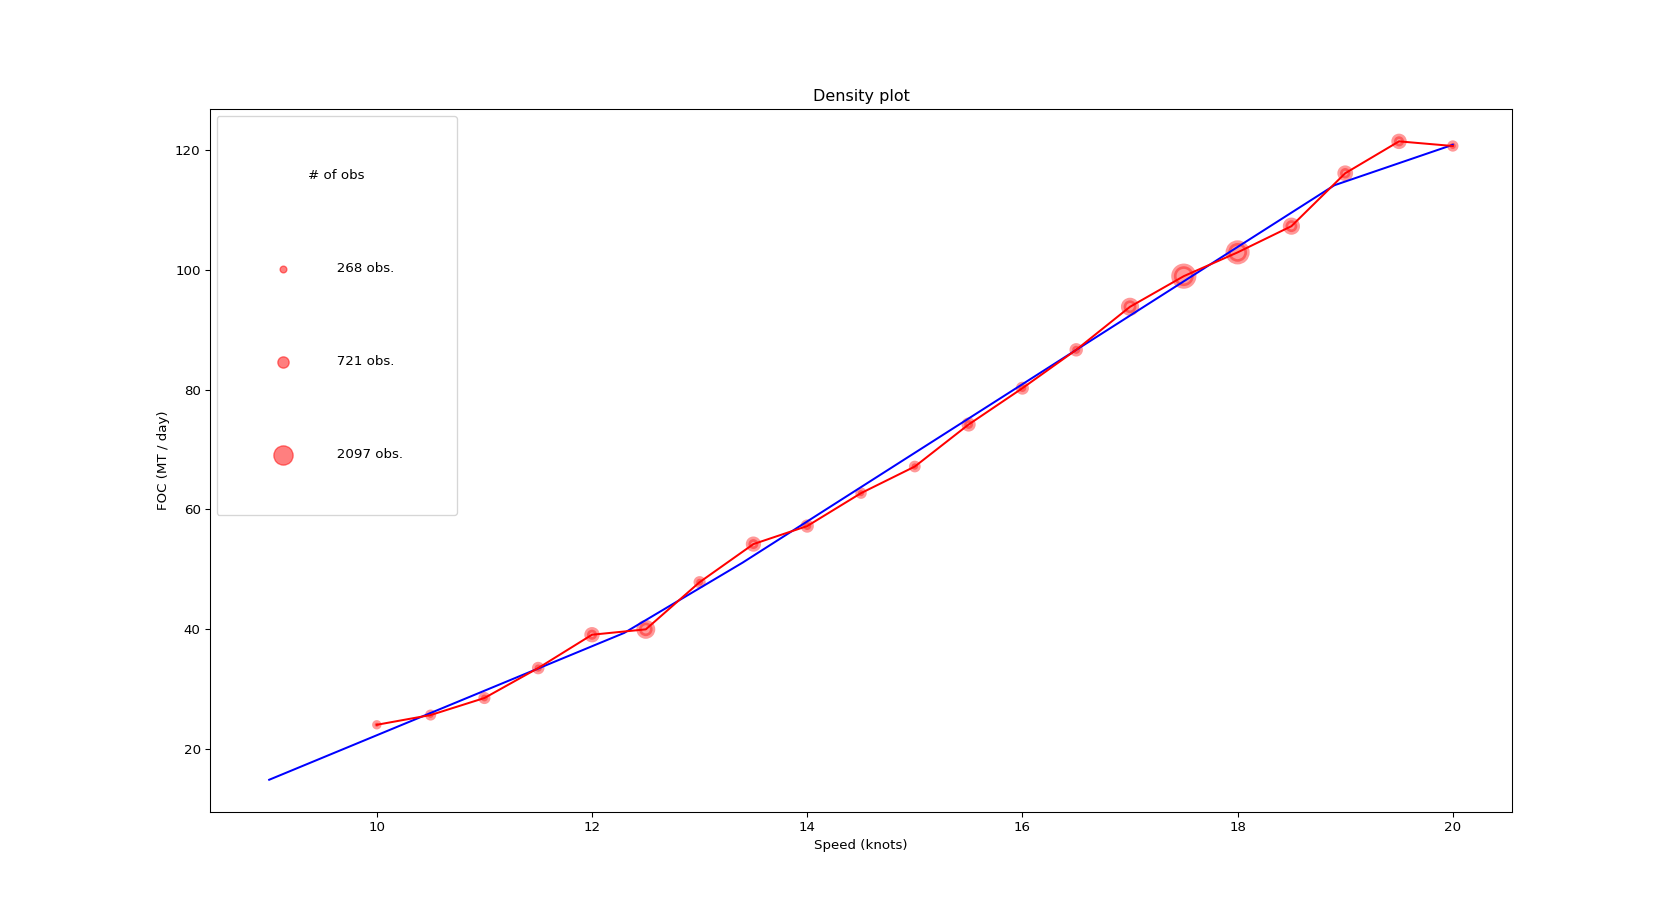 Density plot
# of obs
268 obs.
721 obs.
2097 obs.
FOC (MT / day)
120
100
80
60
40
20
10 12 14 16 18 20
Speed (knots)